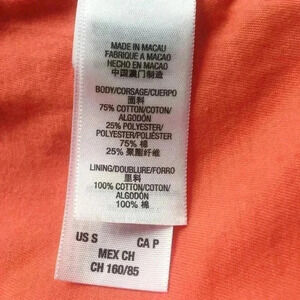 MADE IN MACAU
FABRIQUE A MACAO
HECHO EN MACAO
中国澳门制造
BODY/CORSAGE/CUERPO
面料
75% COTTON/COTON/
ALGODÓN
25% POLYESTER/
POLYESTER/POLIÉSTER
75% 棉
25% 聚酯纤维
LINING/DOUBLURE/FORRO
里料
100% COTTON/COTON/
ALGODÓN
100% 棉
US S CA P
MEX CH
CH 160/85